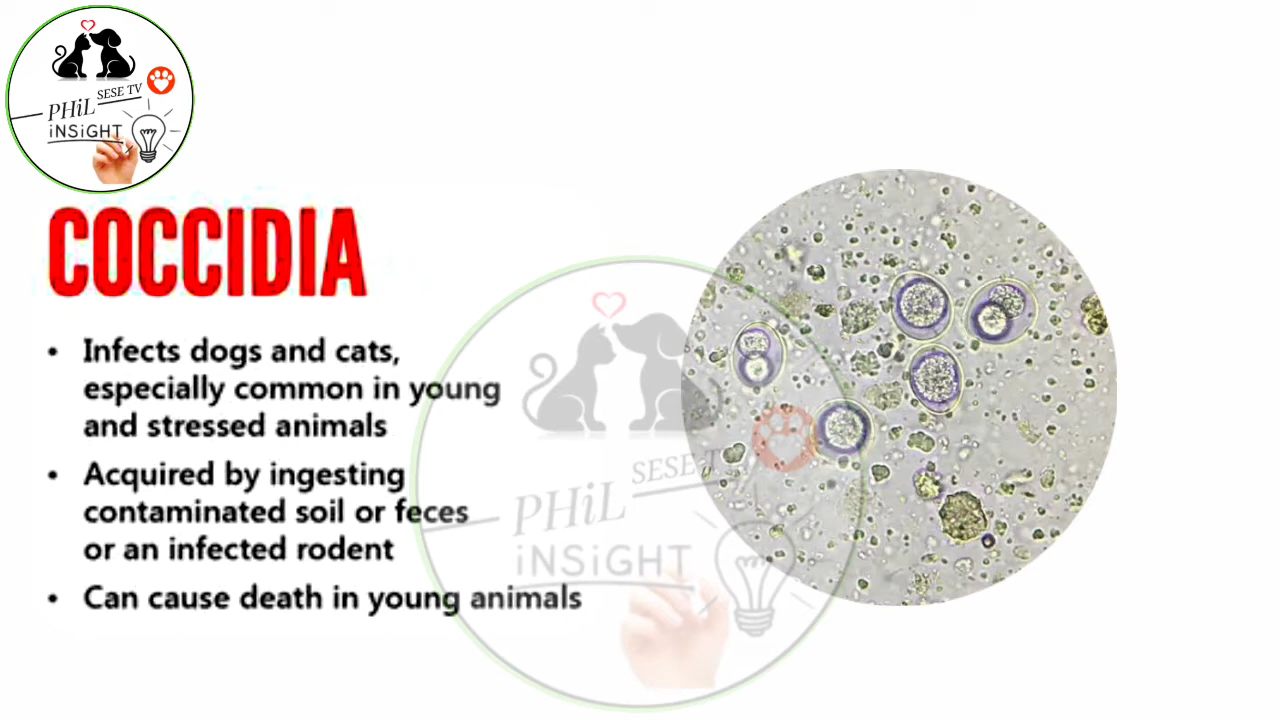 SESE TV
PHiL
iNSiGHT
COCCIDIA
• Infects dogs and cats,
especially common in young
and stressed animals
• Acquired by ingesting
contaminated soil or feces
or an infected rodent
• Can cause death in young animals
SESE TV
PHiL
iNSiGHT